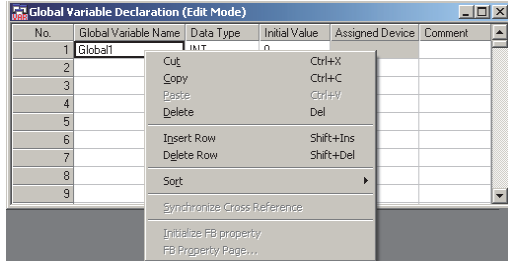 Global Variable Declaration (Edit Mode)
No. Global Variable Name Data Type Initial Value Assigned Device Comment
1 Global1 INT 0
2
3
4
5
6
7
8
9
Cut Ctrl+X
Copy Ctrl+C
Paste Ctrl+V
Delete Del
Insert Row Shift+Ins
Delete Row Shift+Del
Sort
Synchronize Cross Reference
Initialize FB property
FB Property Page...